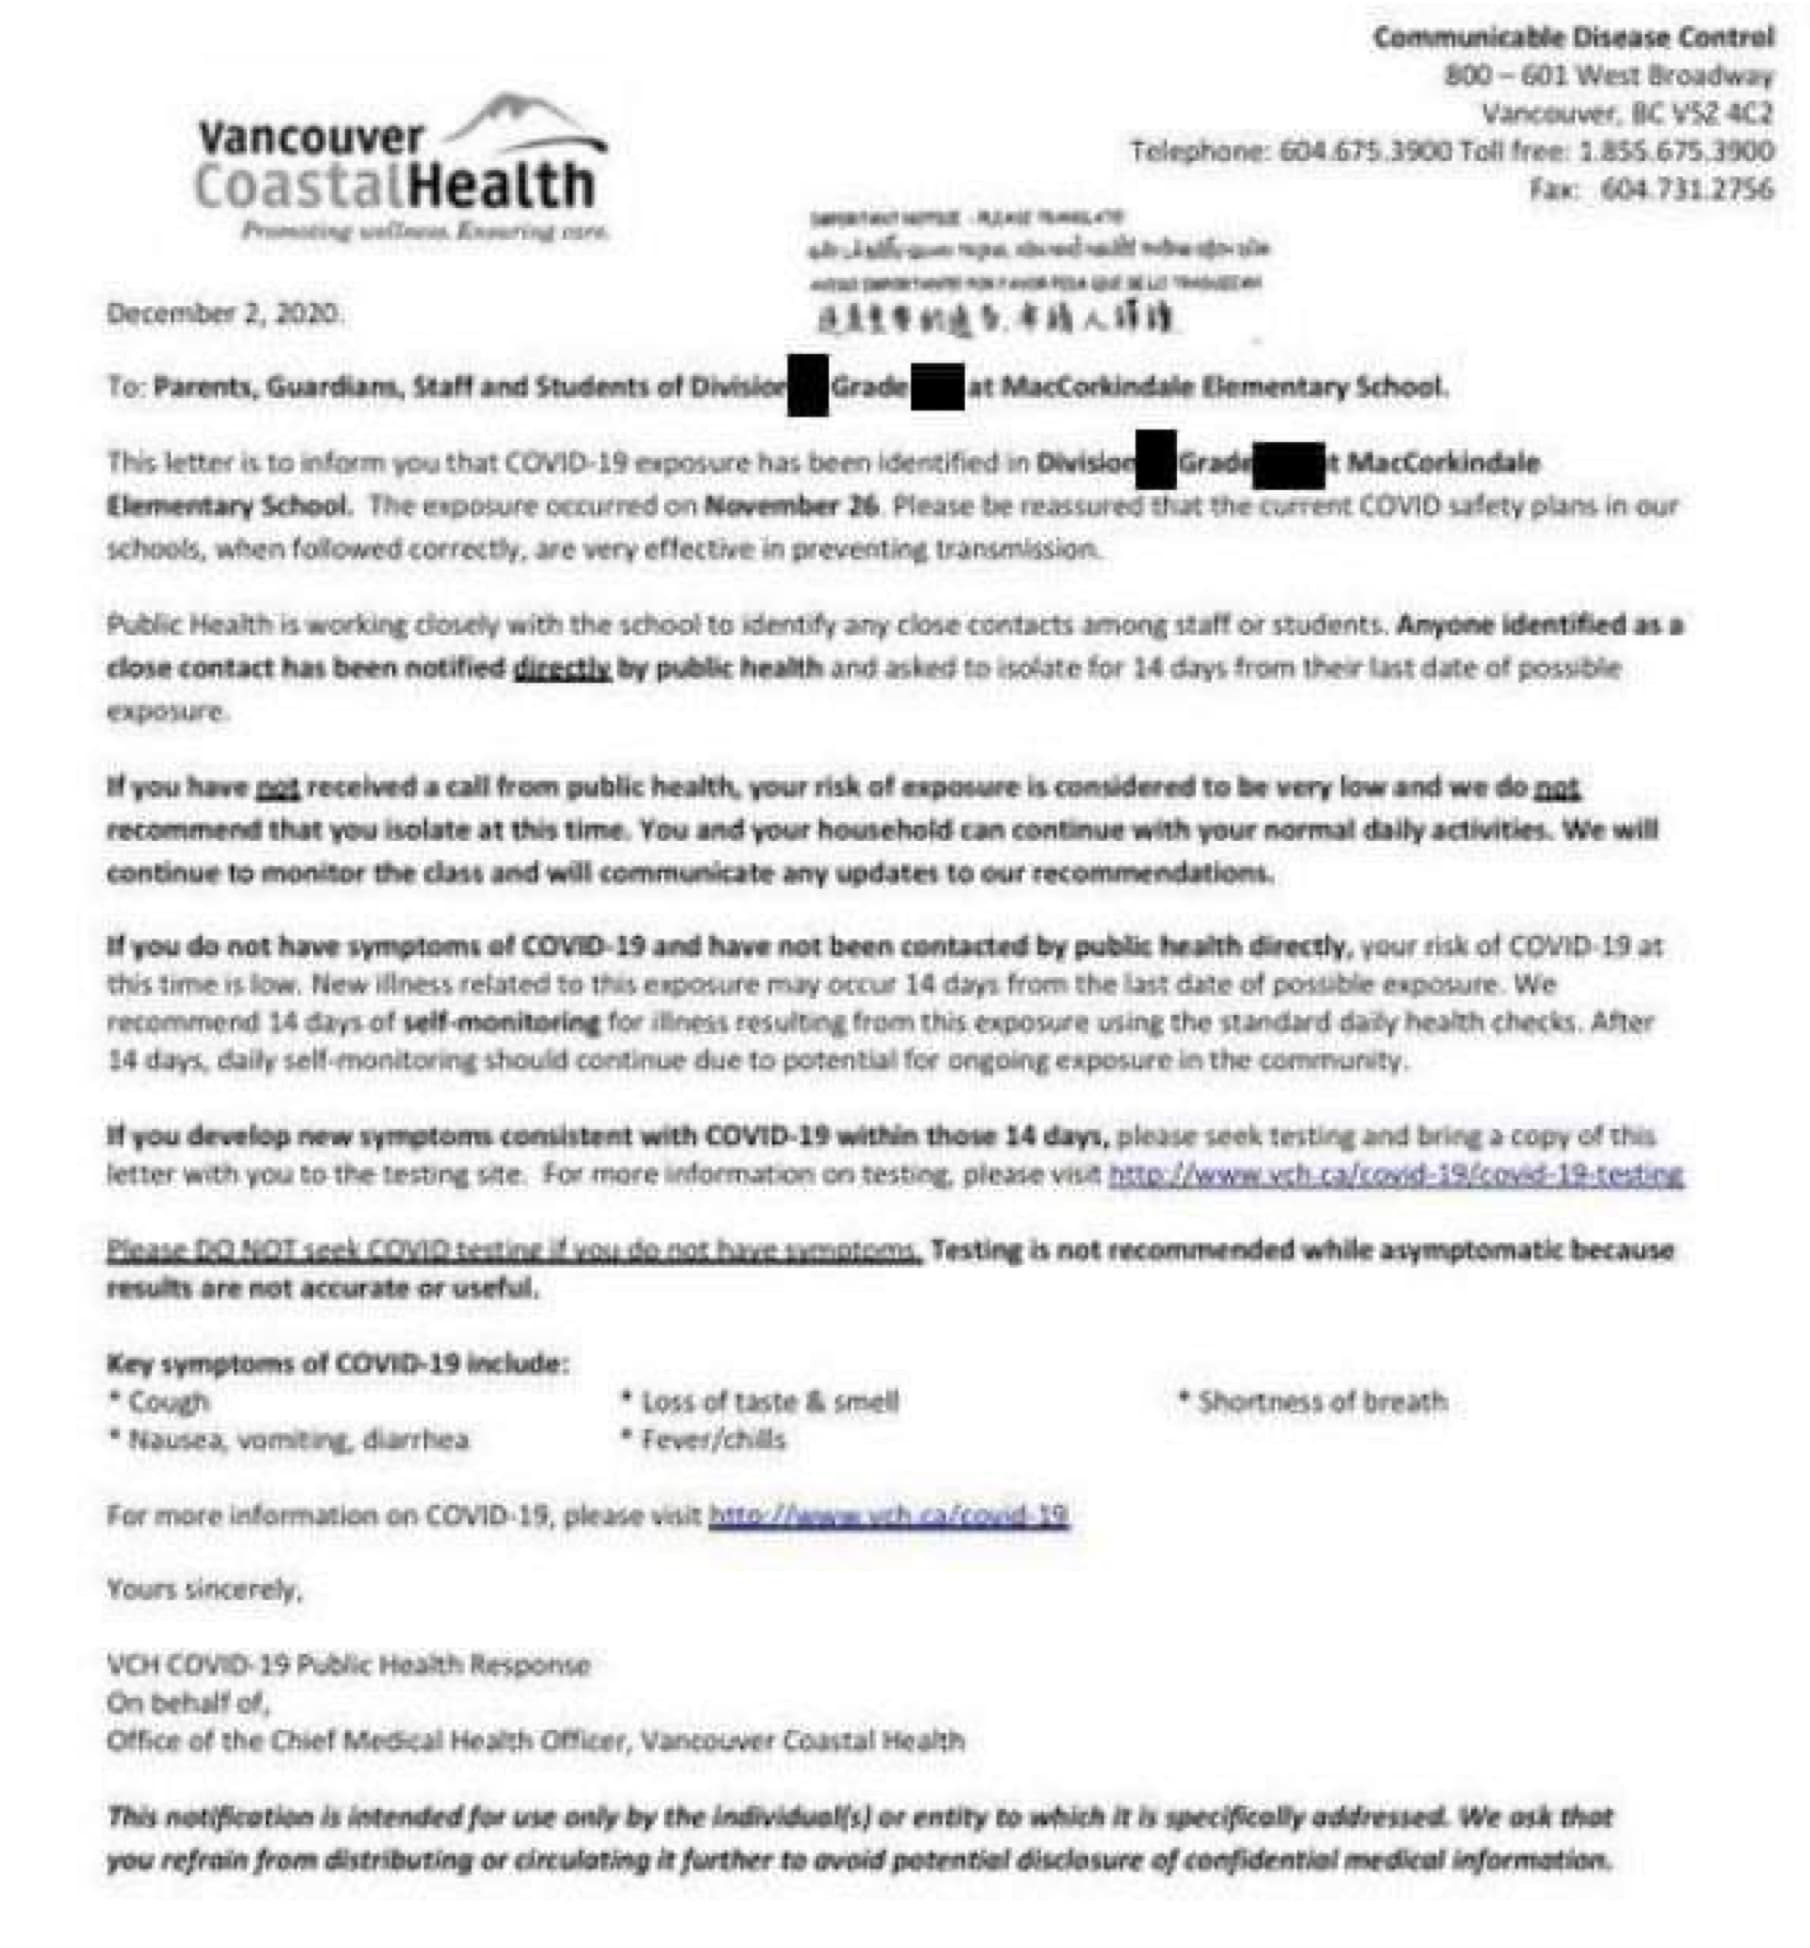 Communicable Disease Control
800 – 601 West Broadway
Vancouver, BC V5Z 4C2
Telephone: 604.675.3900 Toll free: 1.855.675.3900
Fax: 604.731.2756
Vancouver
CoastalHealth
Promoting wellness. Ensuring care.
IMPORTANT NOTICE - PLEASE TRANSLATE
December 2, 2020.
To: Parents, Guardians, Staff and Students of Division Grade at MacCorkindale Elementary School.
This letter is to inform you that COVID-19 exposure has been identified in Division Grade t MacCorkindale
Elementary School. The exposure occurred on November 26. Please be reassured that the current COVID safety plans in our
schools, when followed correctly, are very effective in preventing transmission.
Public Health is working closely with the school to identify any close contacts among staff or students. Anyone identified as a
close contact has been notified directly by public health and asked to isolate for 14 days from their last date of possible
exposure.
If you have not received a call from public health, your risk of exposure is considered to be very low and we do not
recommend that you isolate at this time. You and your household can continue with your normal daily activities. We will
continue to monitor the class and will communicate any updates to our recommendations.
If you do not have symptoms of COVID-19 and have not been contacted by public health directly, your risk of COVID-19 at
this time is low. New illness related to this exposure may occur 14 days from the last date of possible exposure. We
recommend 14 days of self-monitoring for illness resulting from this exposure using the standard daily health checks. After
14 days, daily self-monitoring should continue due to potential for ongoing exposure in the community.
If you develop new symptoms consistent with COVID-19 within those 14 days, please seek testing and bring a copy of this
letter with you to the testing site. For more information on testing, please visit http://www.vch.ca/covid-19/covid-19-testing
Please DO NOT seek COVID testing if you do not have symptoms. Testing is not recommended while asymptomatic because
results are not accurate or useful.
Key symptoms of COVID-19 include:
* Cough * Loss of taste & smell * Shortness of breath
* Nausea, vomiting, diarrhea * Fever/chills
For more information on COVID-19, please visit http://www.vch.ca/covid-19
Yours sincerely,
VCH COVID-19 Public Health Response
On behalf of,
Office of the Chief Medical Health Officer, Vancouver Coastal Health
This notification is intended for use only by the individual(s) or entity to which it is specifically addressed. We ask that
you refrain from distributing or circulating it further to avoid potential disclosure of confidential medical information.